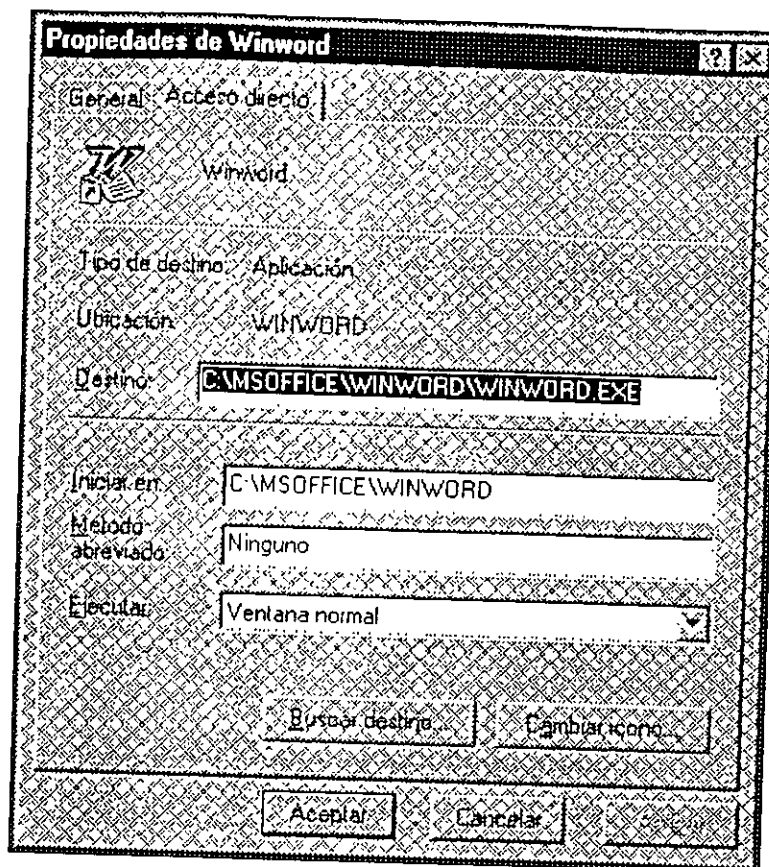 Propiedades de Winword
General Acceso directo
Winword
Tipo de destino: Aplicación
Ubicación: WINWORD
Destino: C:\MSOFFICE\WINWORD\WINWORD.EXE
Iniciar en: C:\MSOFFICE\WINWORD
Método
abreviado: Ninguno
Ejecutar: Ventana normal
Buscar destino... Cambiar icono...
Aceptar Cancelar